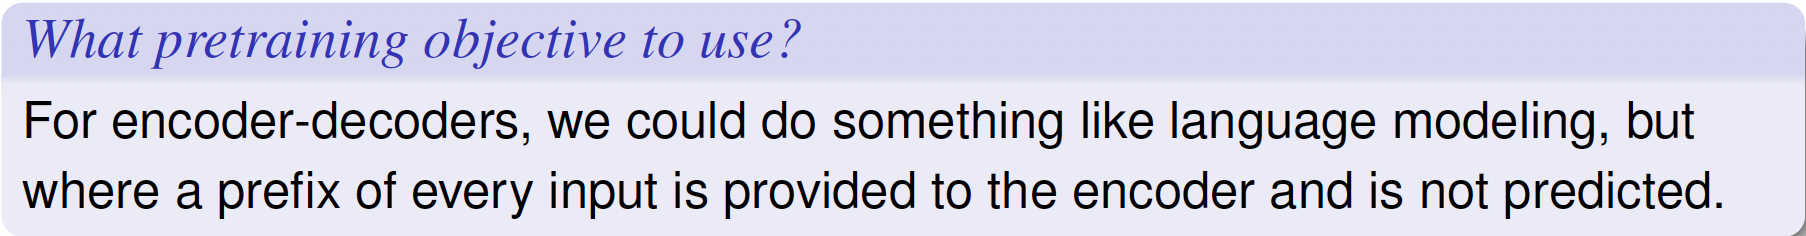 What pretraining objective to use?
For encoder-decoders, we could do something like language modeling, but
where a prefix of every input is provided to the encoder and is not predicted.